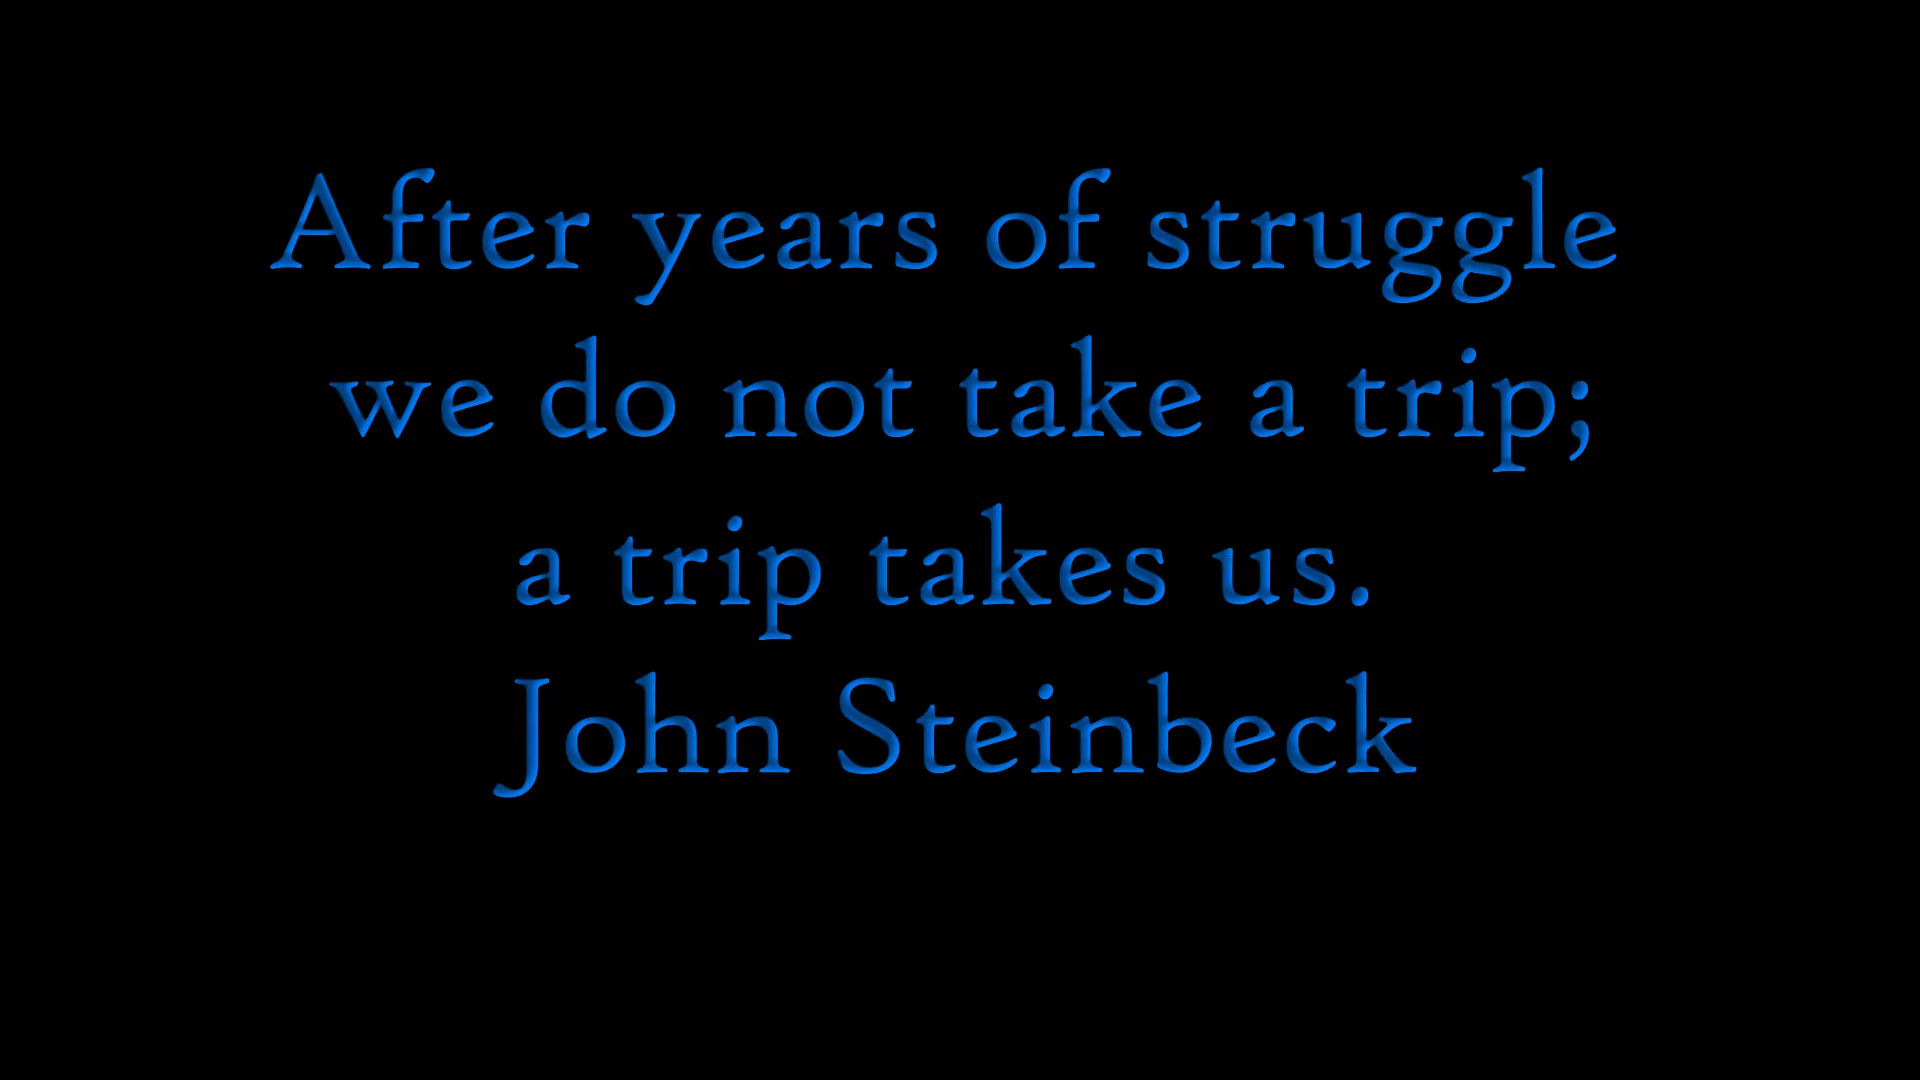 After years of struggle
we do not take a trip;
a trip takes us.
John Steinbeck